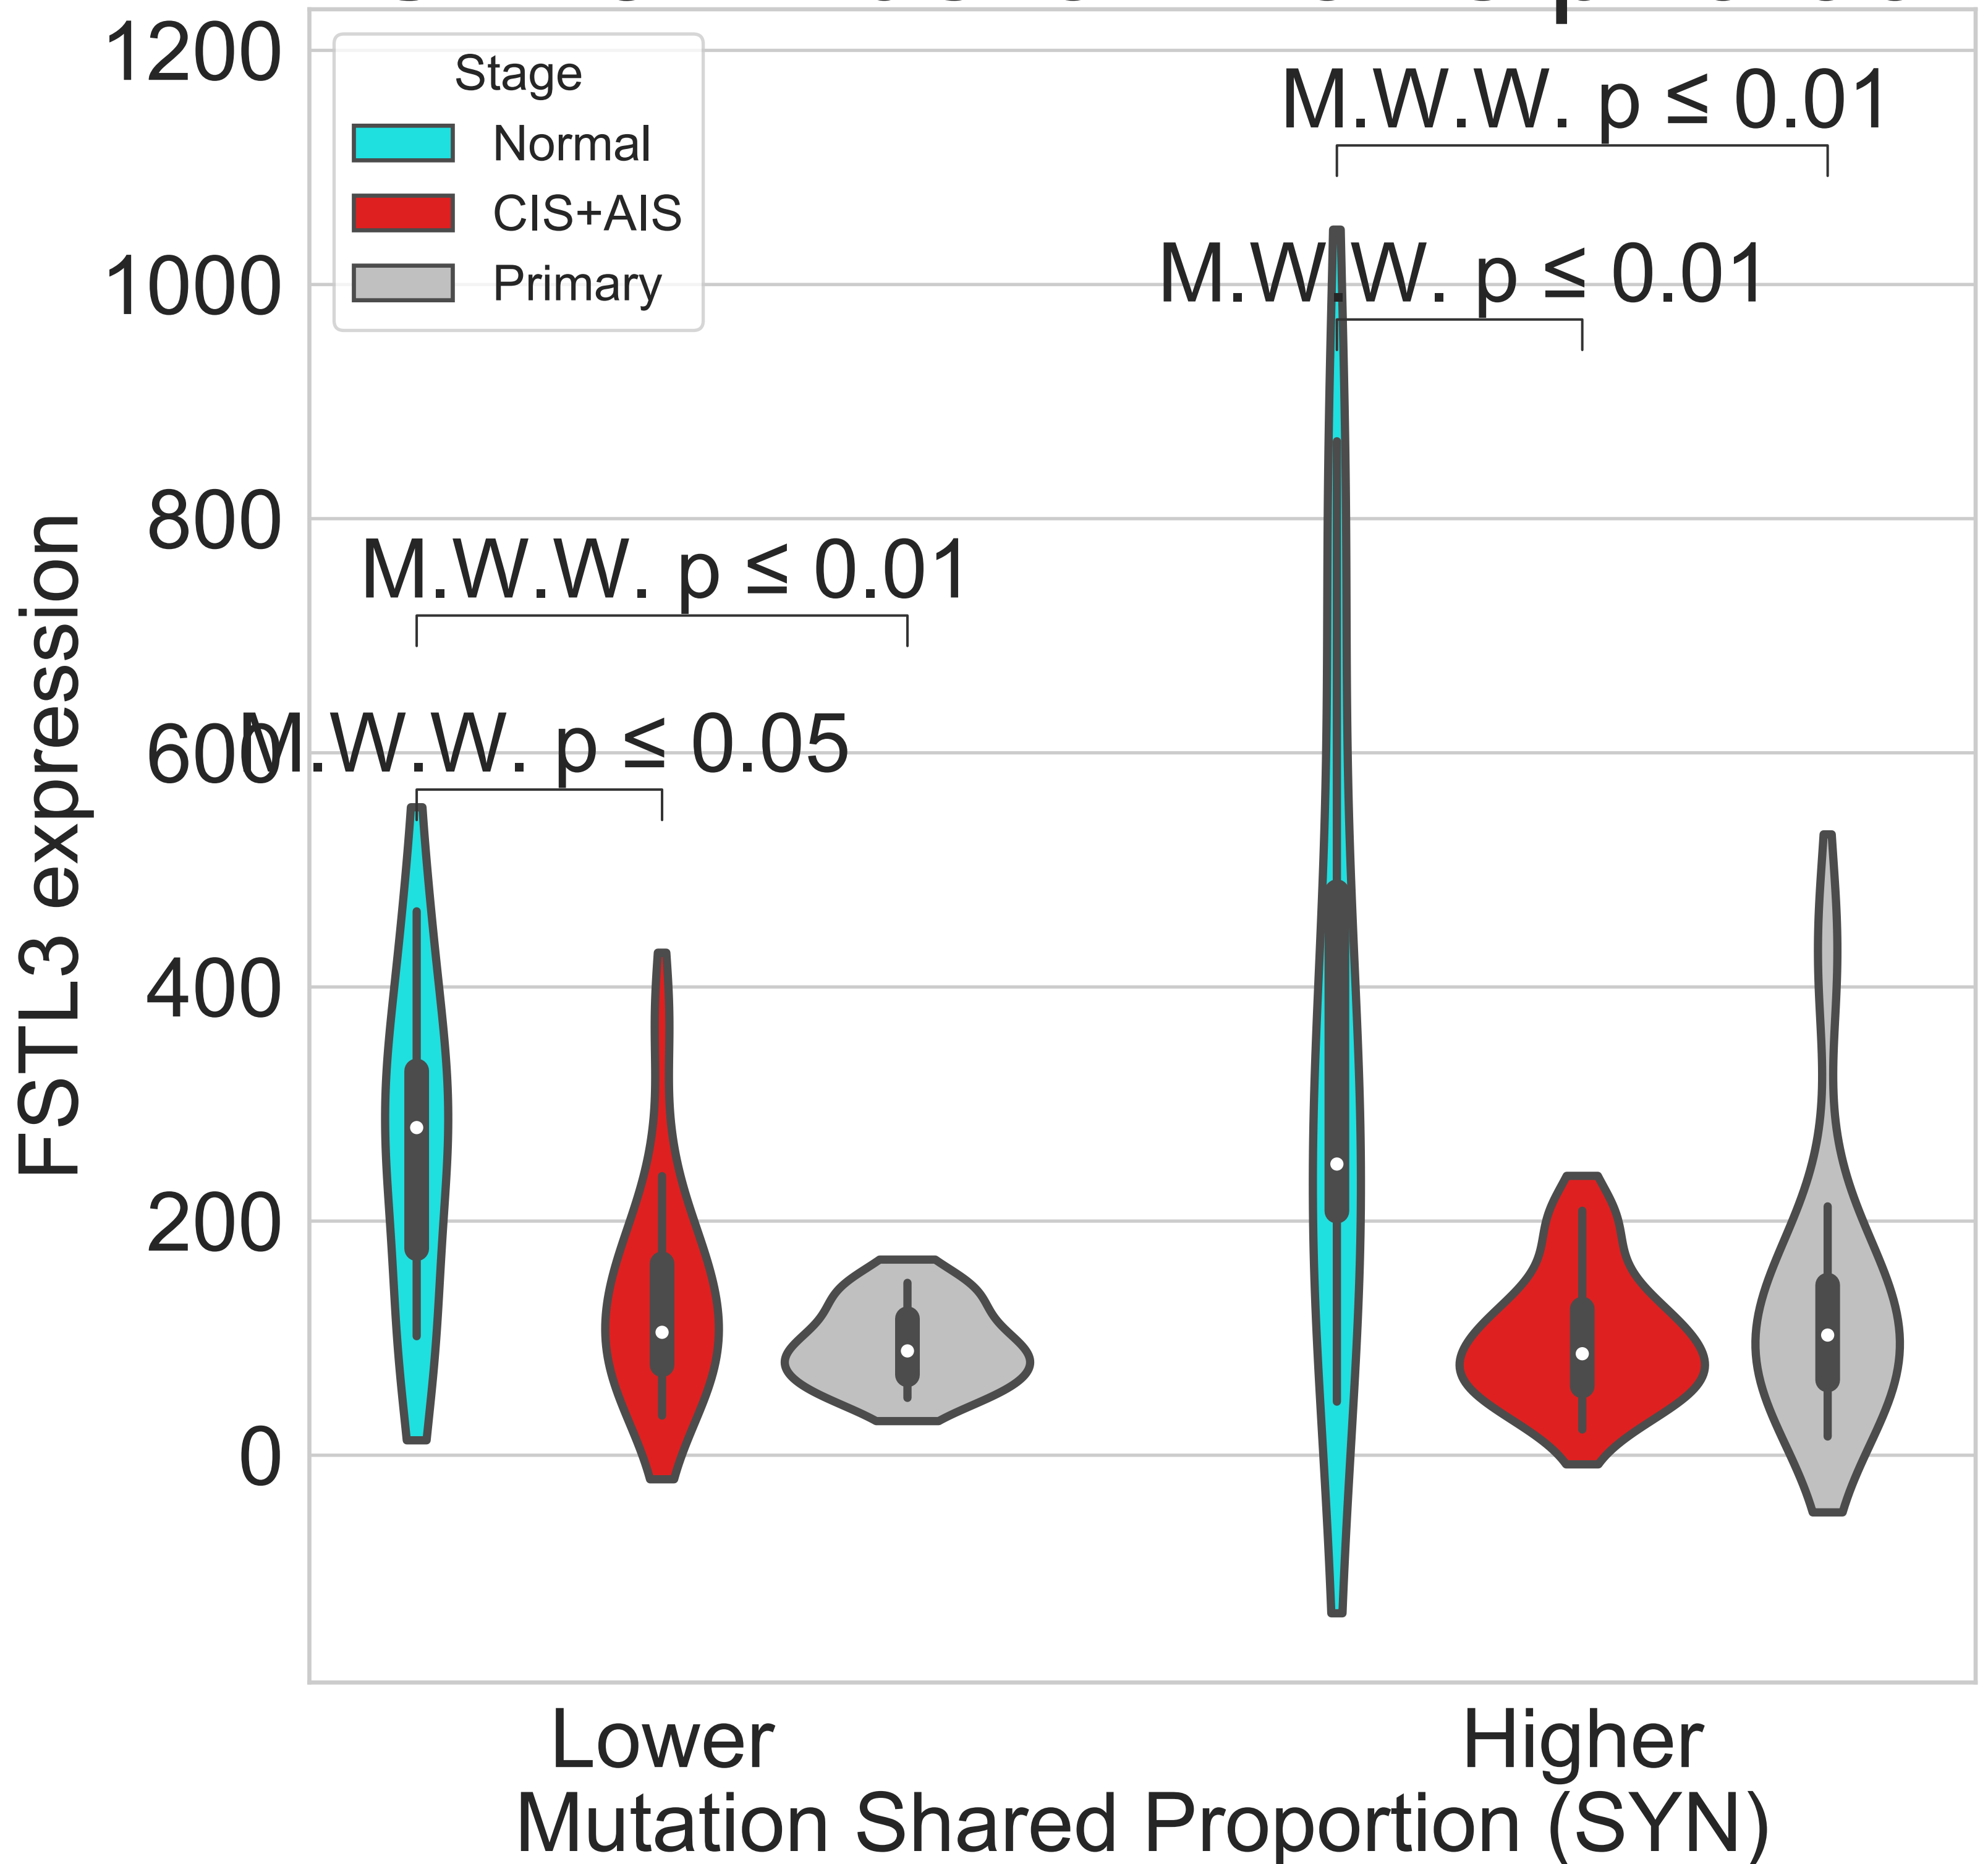 1200
1000
800
600
400
200
0
FSTL3 expression
Stage
Normal
CIS+AIS
Primary
M.W.W. p ≤ 0.01
M.W.W. p ≤ 0.01
M.W.W. p ≤ 0.01
M.W.W. p ≤ 0.05
Lower
Higher
Mutation Shared Proportion (SYN)